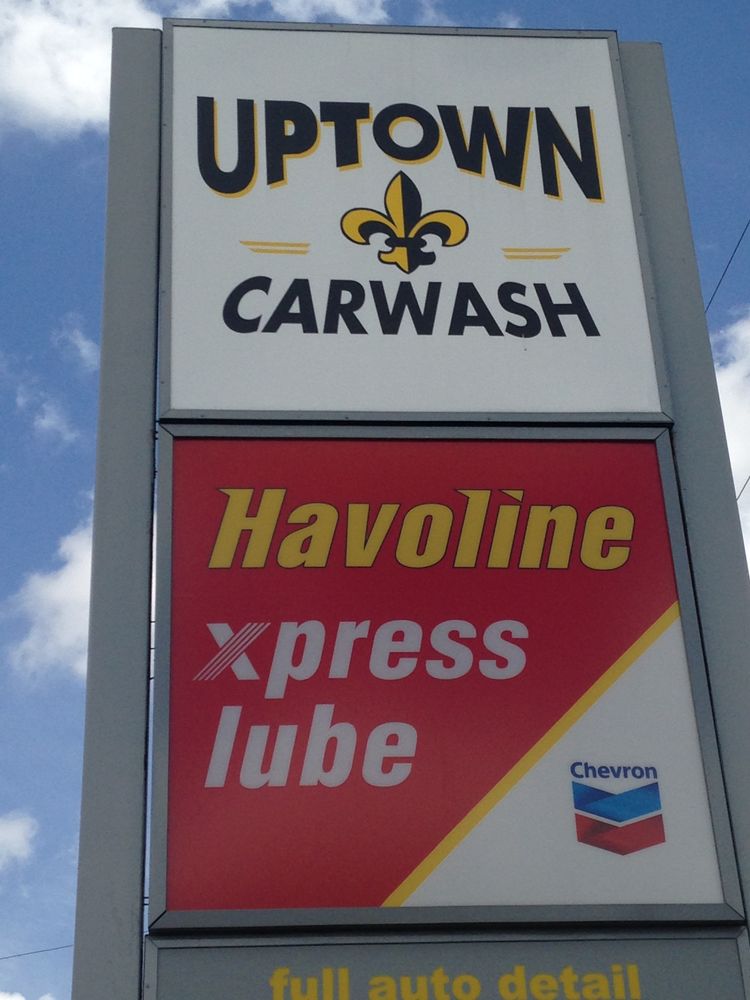 UPTOWN
CARWASH
Havoline
xpress
lube
Chevron
full auto detail